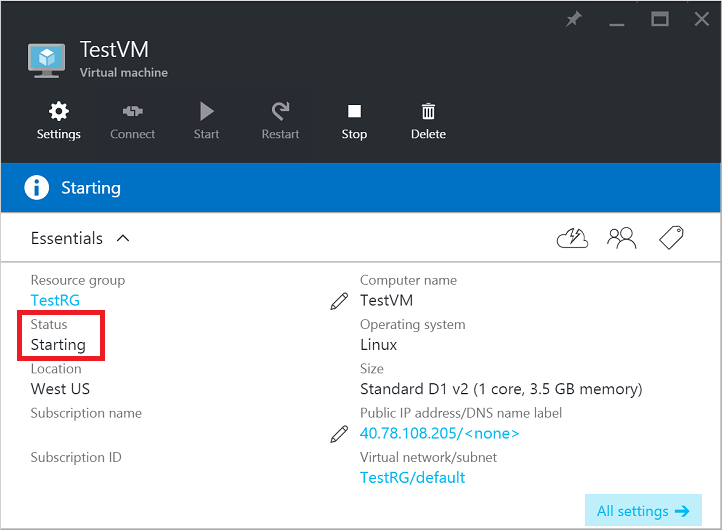 TestVM
Virtual machine
Settings Connect Start Restart Stop Delete
Starting
Essentials
Resource group
TestRG
Status
Starting
Location
West US
Subscription name
Subscription ID
Computer name
TestVM
Operating system
Linux
Size
Standard D1 v2 (1 core, 3.5 GB memory)
Public IP address/DNS name label
40.78.108.205/<none>
Virtual network/subnet
TestRG/default
All settings